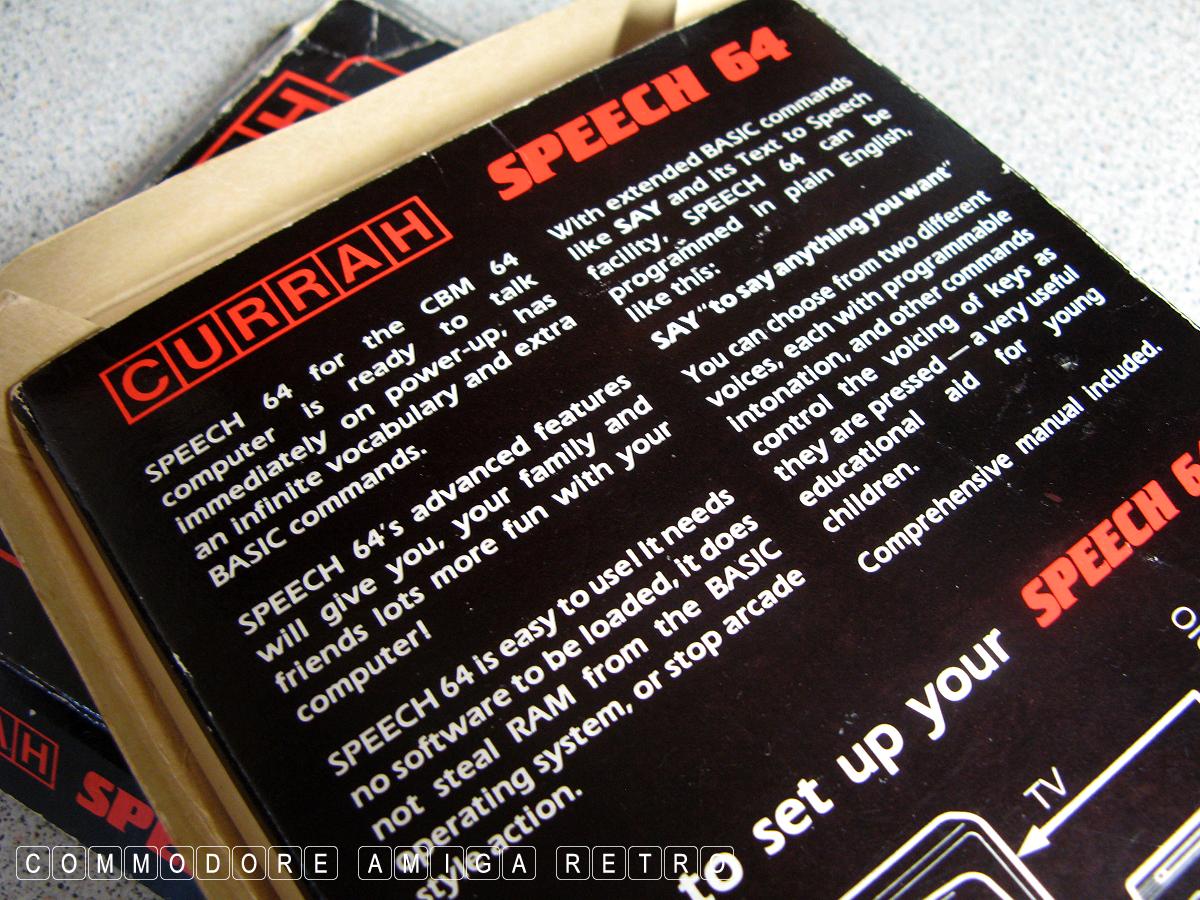 CURRAH
SPEECH 64
SPEECH 64 for the CBM 64
computer is ready to talk
immediately on power-up, has
an infinite vocabulary and extra
BASIC commands.
SPEECH 64's advanced features
will give you, your family and
friends lots more fun with your
computer!
SPEECH 64 is easy to use! It needs
no software to be loaded, it does
not steal RAM from the BASIC
operating system, or stop arcade
style action.
With extended BASIC commands
like SAY and its Text to Speech
facility, SPEECH 64 can be
programmed in plain English,
like this:
SAY "to say anything you want"
You can choose from two different
voices, each with programmable
intonation, and other commands
control the voicing of keys as
they are pressed — a very useful
educational aid for young
children.
Comprehensive manual included.
to set up your SPEECH 64
TV
AH
SP
H
COMMODORE AMIGA RETRO